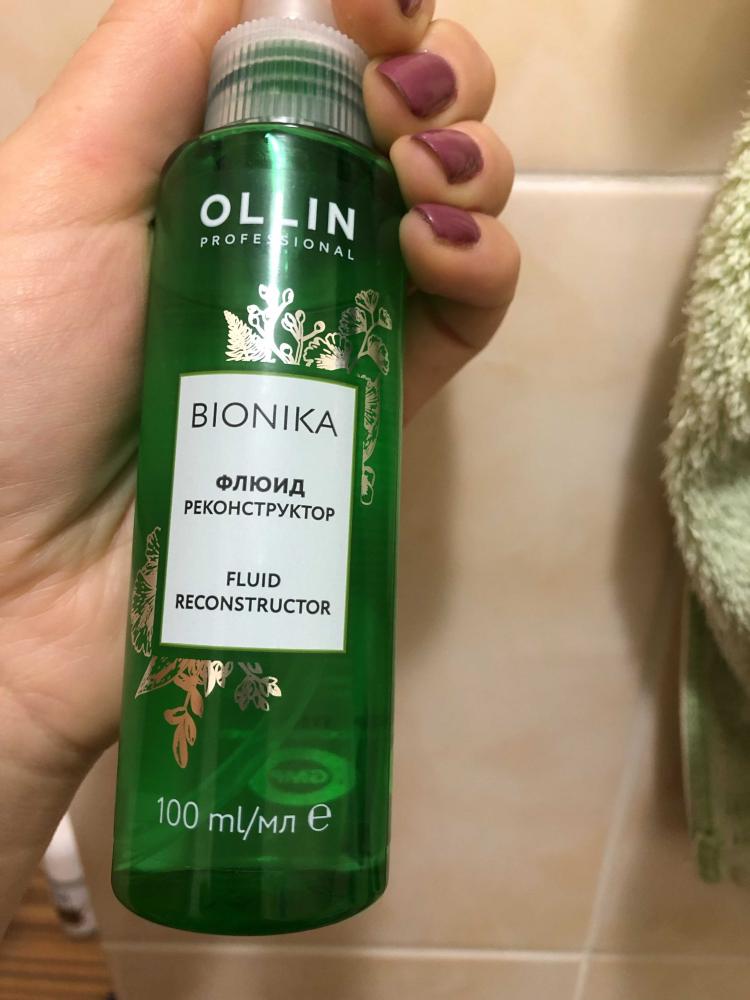 OLLIN
PROFESSIONAL
BIONIKA
ФЛЮИД
РЕКОНСТРУКТОР
FLUID
RECONSTRUCTOR
100 ml/мл ℮